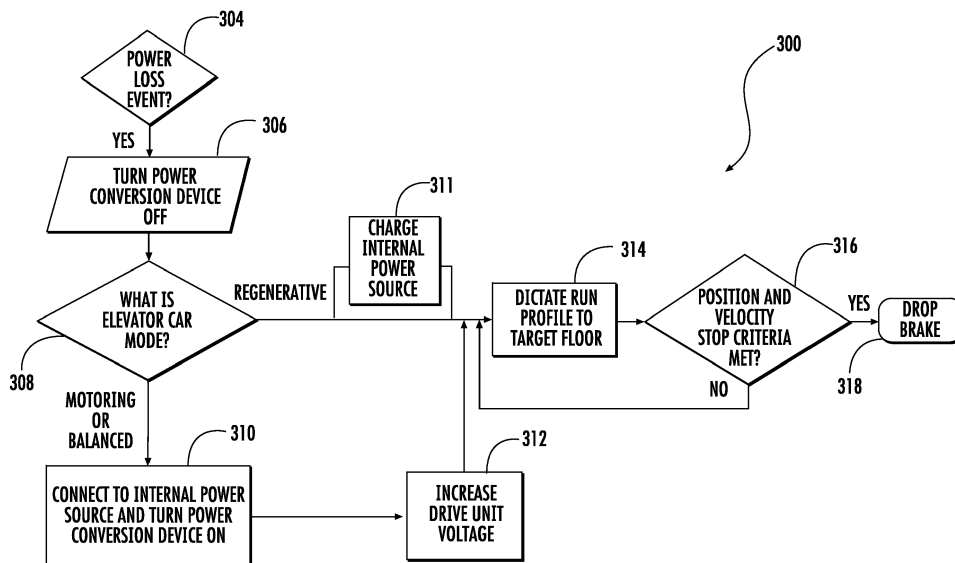 304
POWER
LOSS
EVENT?
300
YES
306
TURN POWER
CONVERSION DEVICE
OFF
311
CHARGE
INTERNAL
POWER
SOURCE
WHAT IS
ELEVATOR CAR
MODE?
308
REGENERATIVE
314
DICTATE RUN
PROFILE TO
TARGET FLOOR
316
POSITION AND
VELOCITY
STOP CRITERIA
MET?
YES
DROP
BRAKE
318
NO
MOTORING
OR
BALANCED
310
CONNECT TO INTERNAL POWER
SOURCE AND TURN POWER
CONVERSION DEVICE ON
312
INCREASE
DRIVE UNIT
VOLTAGE